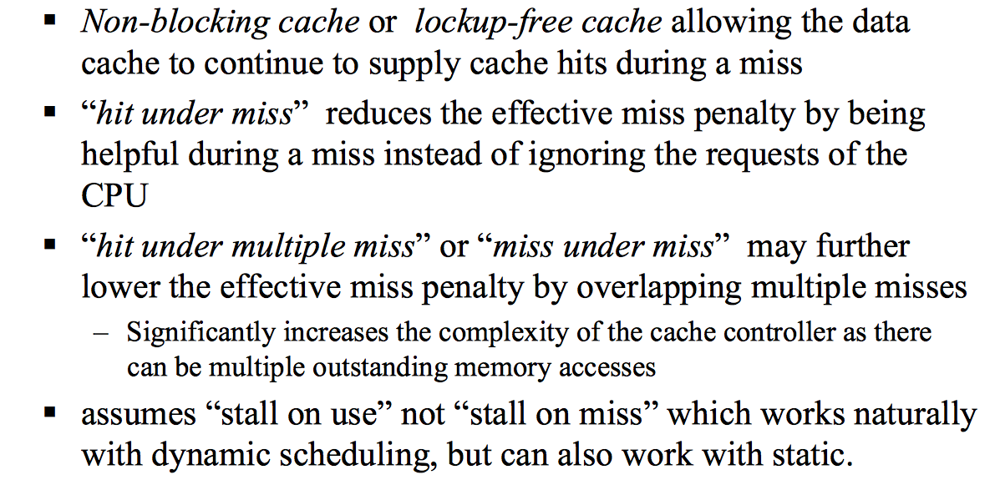 ▪ Non-blocking cache or lockup-free cache allowing the data
cache to continue to supply cache hits during a miss
▪ “hit under miss” reduces the effective miss penalty by being
helpful during a miss instead of ignoring the requests of the
CPU
▪ “hit under multiple miss” or “miss under miss” may further
lower the effective miss penalty by overlapping multiple misses
– Significantly increases the complexity of the cache controller as there
can be multiple outstanding memory accesses
▪ assumes “stall on use” not “stall on miss” which works naturally
with dynamic scheduling, but can also work with static.